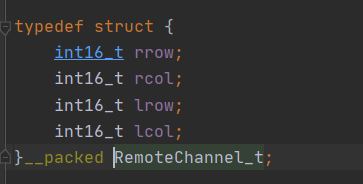 typedef struct {
int16_t rrow;
int16_t rcol;
int16_t lrow;
int16_t lcol;
}__packed RemoteChannel_t;